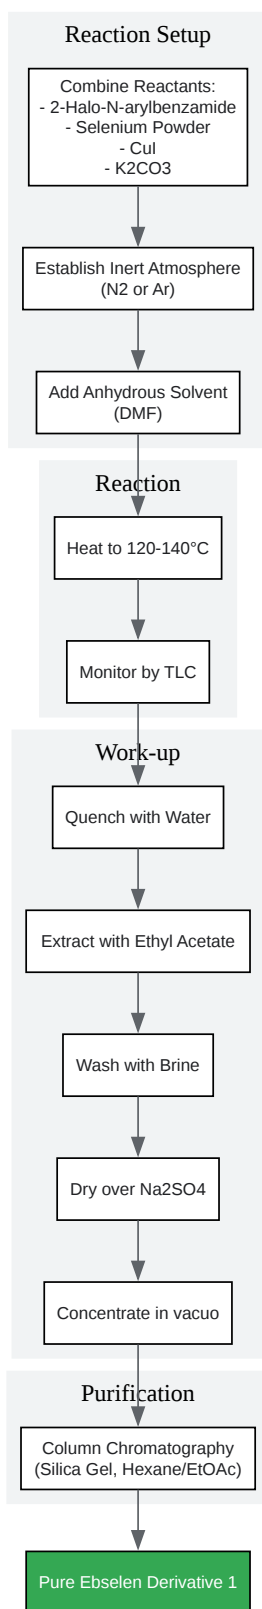 Reaction Setup
Combine Reactants:
- 2-Halo-N-arylbenzamide
- Selenium Powder
- CuI
- K2CO3
Establish Inert Atmosphere
(N2 or Ar)
Add Anhydrous Solvent
(DMF)
Reaction
Heat to 120-140°C
Monitor by TLC
Work-up
Quench with Water
Extract with Ethyl Acetate
Wash with Brine
Dry over Na2SO4
Concentrate in vacuo
Purification
Column Chromatography
(Silica Gel, Hexane/EtOAc)
Pure Ebselen Derivative 1